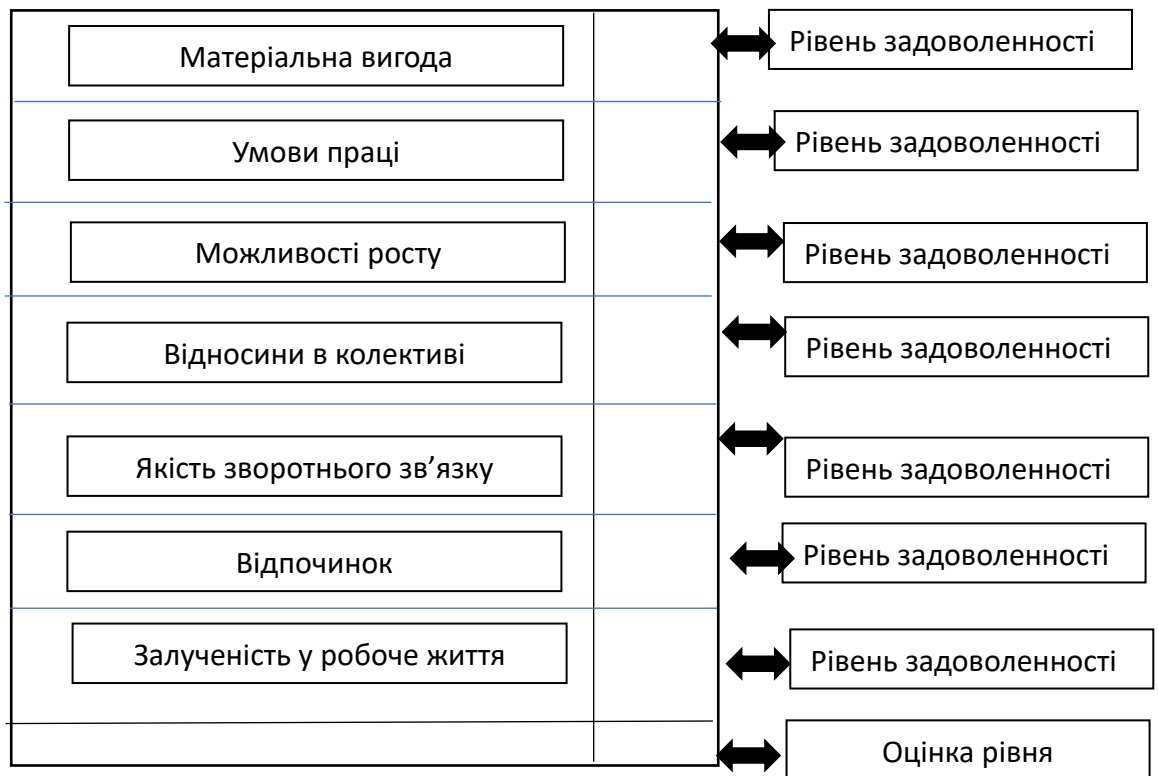 Матеріальна вигода
Рівень задоволенності
Умови праці
Рівень задоволенності
Можливості росту
Рівень задоволенності
Відносини в колективі
Рівень задоволенності
Якість зворотнього зв’язку
Рівень задоволенності
Відпочинок
Рівень задоволенності
Залученість у робоче життя
Рівень задоволенності
Оцінка рівня